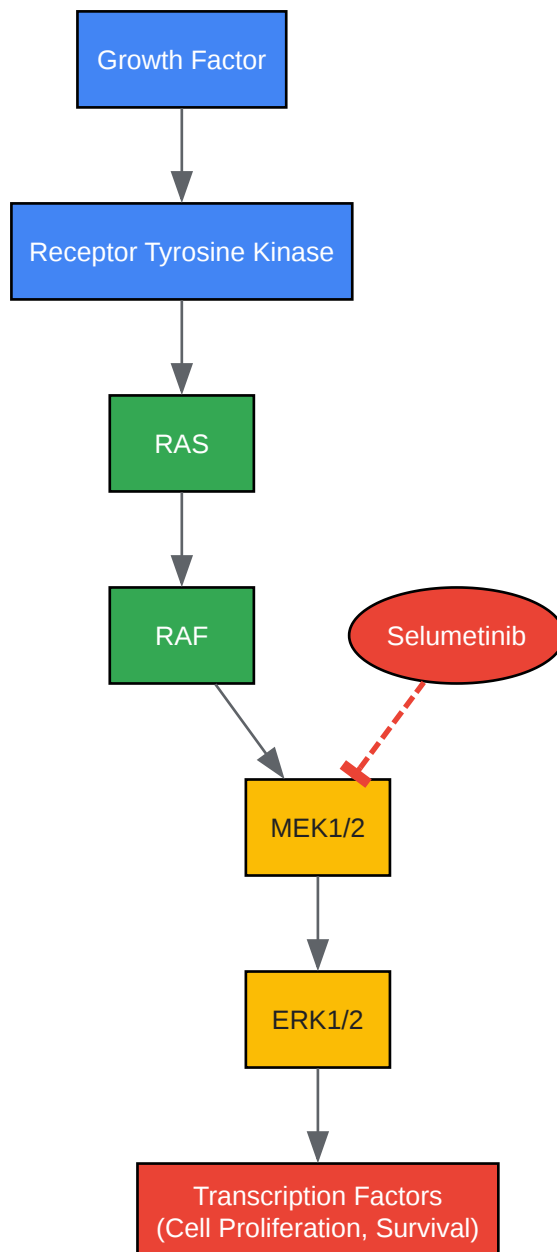 Growth Factor
Receptor Tyrosine Kinase
RAS
RAF
Selumetinib
MEK1/2
ERK1/2
Transcription Factors
(Cell Proliferation, Survival)